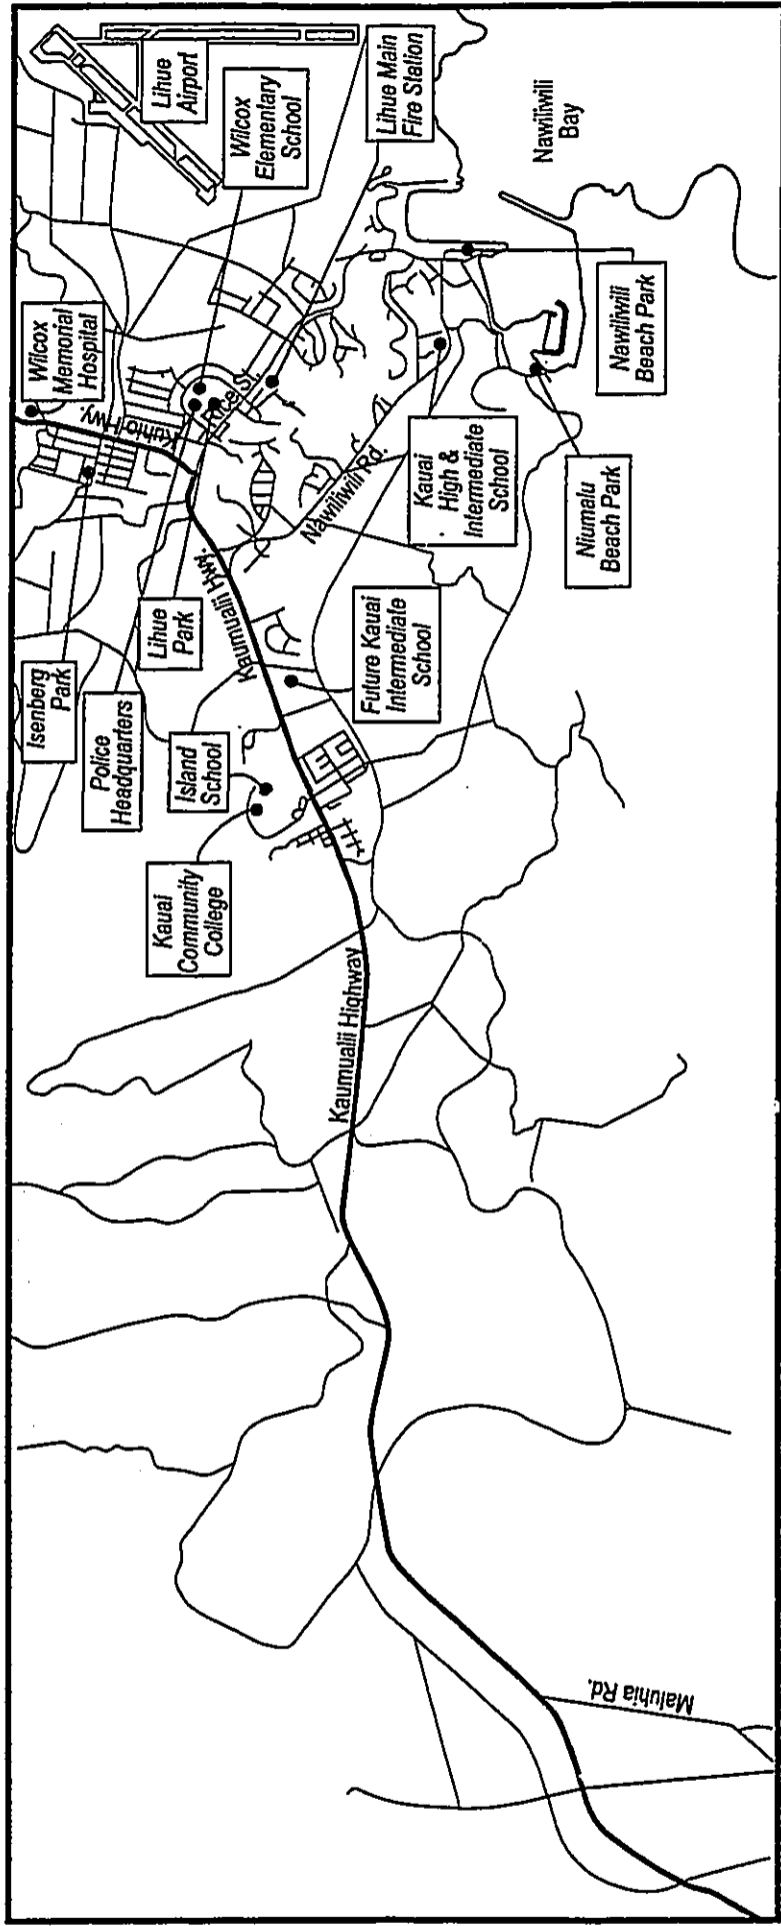 Isenberg
Park
Wilcox
Memorial
Hospital
Police
Headquarters
Lihue
Airport
Lihue
Park
Kuhio Hwy.
Kauai
Community
College
Island
School
Wilcox
Elementary
School
Rice St.
Kaumualii Hwy.
Kaumualii Highway
Nawiliwili Rd.
Future Kauai
Intermediate
School
Lihue Main
Fire Station
Kauai
High &
Intermediate
School
Nawiliwili
Bay
Niumalu
Beach Park
Nawiliwili
Beach Park
Maluhia Rd.